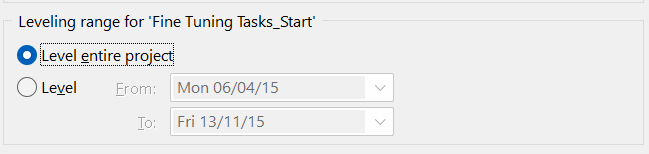 Leveling range for 'Fine Tuning Tasks_Start'
Level entire project
Level From: Mon 06/04/15
To: Fri 13/11/15